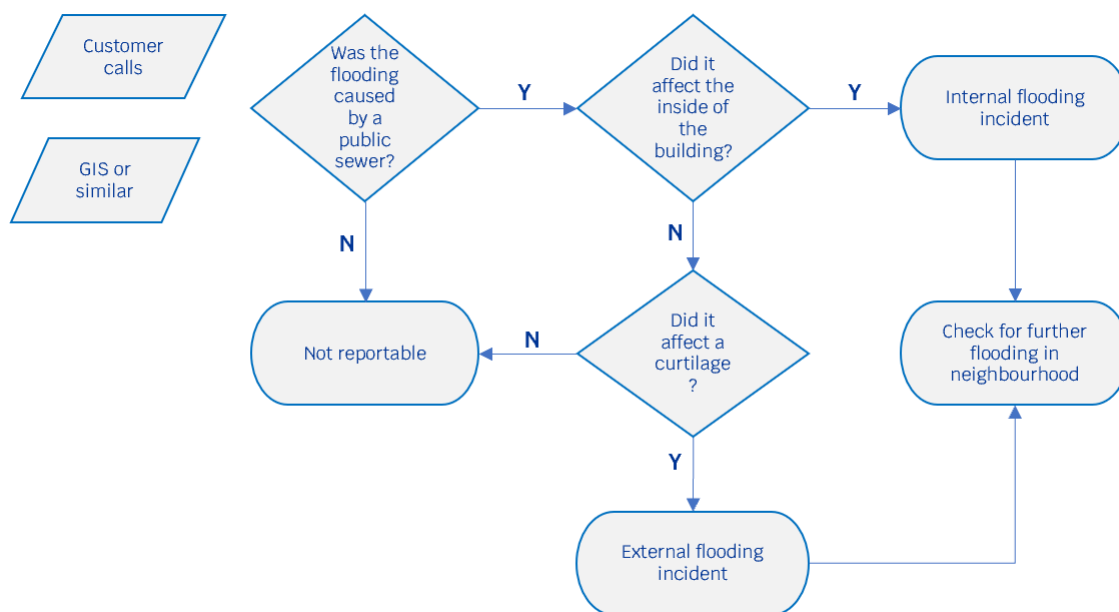 Customer
calls
Was the
flooding
caused
by a
public
sewer?
Y
Did it
affect the
inside of
the
building?
Y
Internal flooding
incident
GIS or
similar
N
N
Not reportable
N
Did it
affect a
curtilage
?
Check for further
flooding in
neighbourhood
Y
External flooding
incident